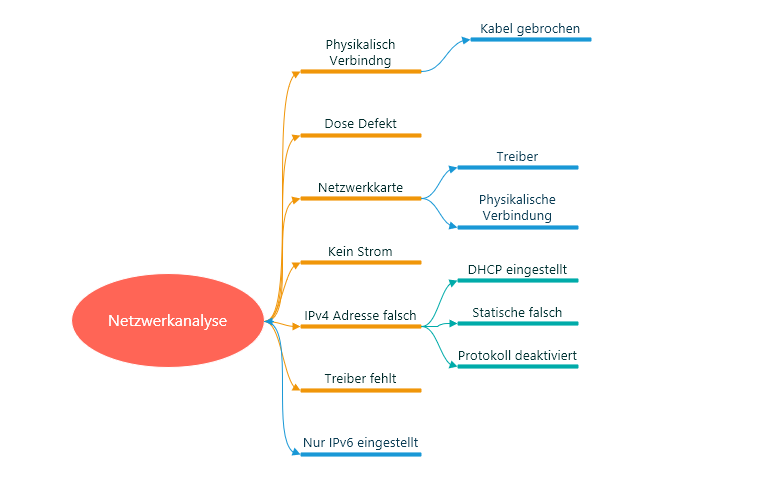 Kabel gebrochen
Physikalisch
Verbindng
Dose Defekt
Treiber
Netzwerkkarte
Physikalische
Verbindung
Kein Strom
DHCP eingestellt
Netzwerkanalyse
IPv4 Adresse falsch
Statische falsch
Protokoll deaktiviert
Treiber fehlt
Nur IPv6 eingestellt